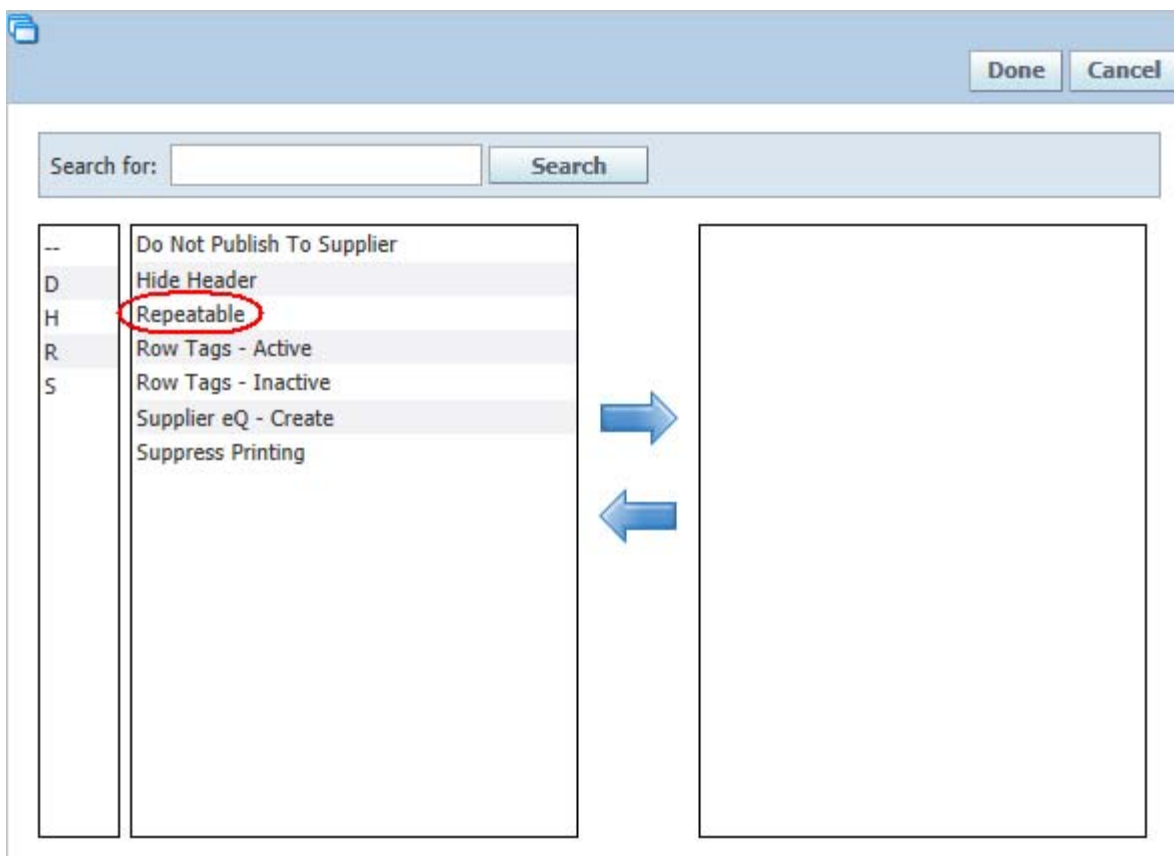 Done Cancel
Search for: Search
--
D
H
R
S
Do Not Publish To Supplier
Hide Header
Repeatable
Row Tags - Active
Row Tags - Inactive
Supplier eQ - Create
Suppress Printing